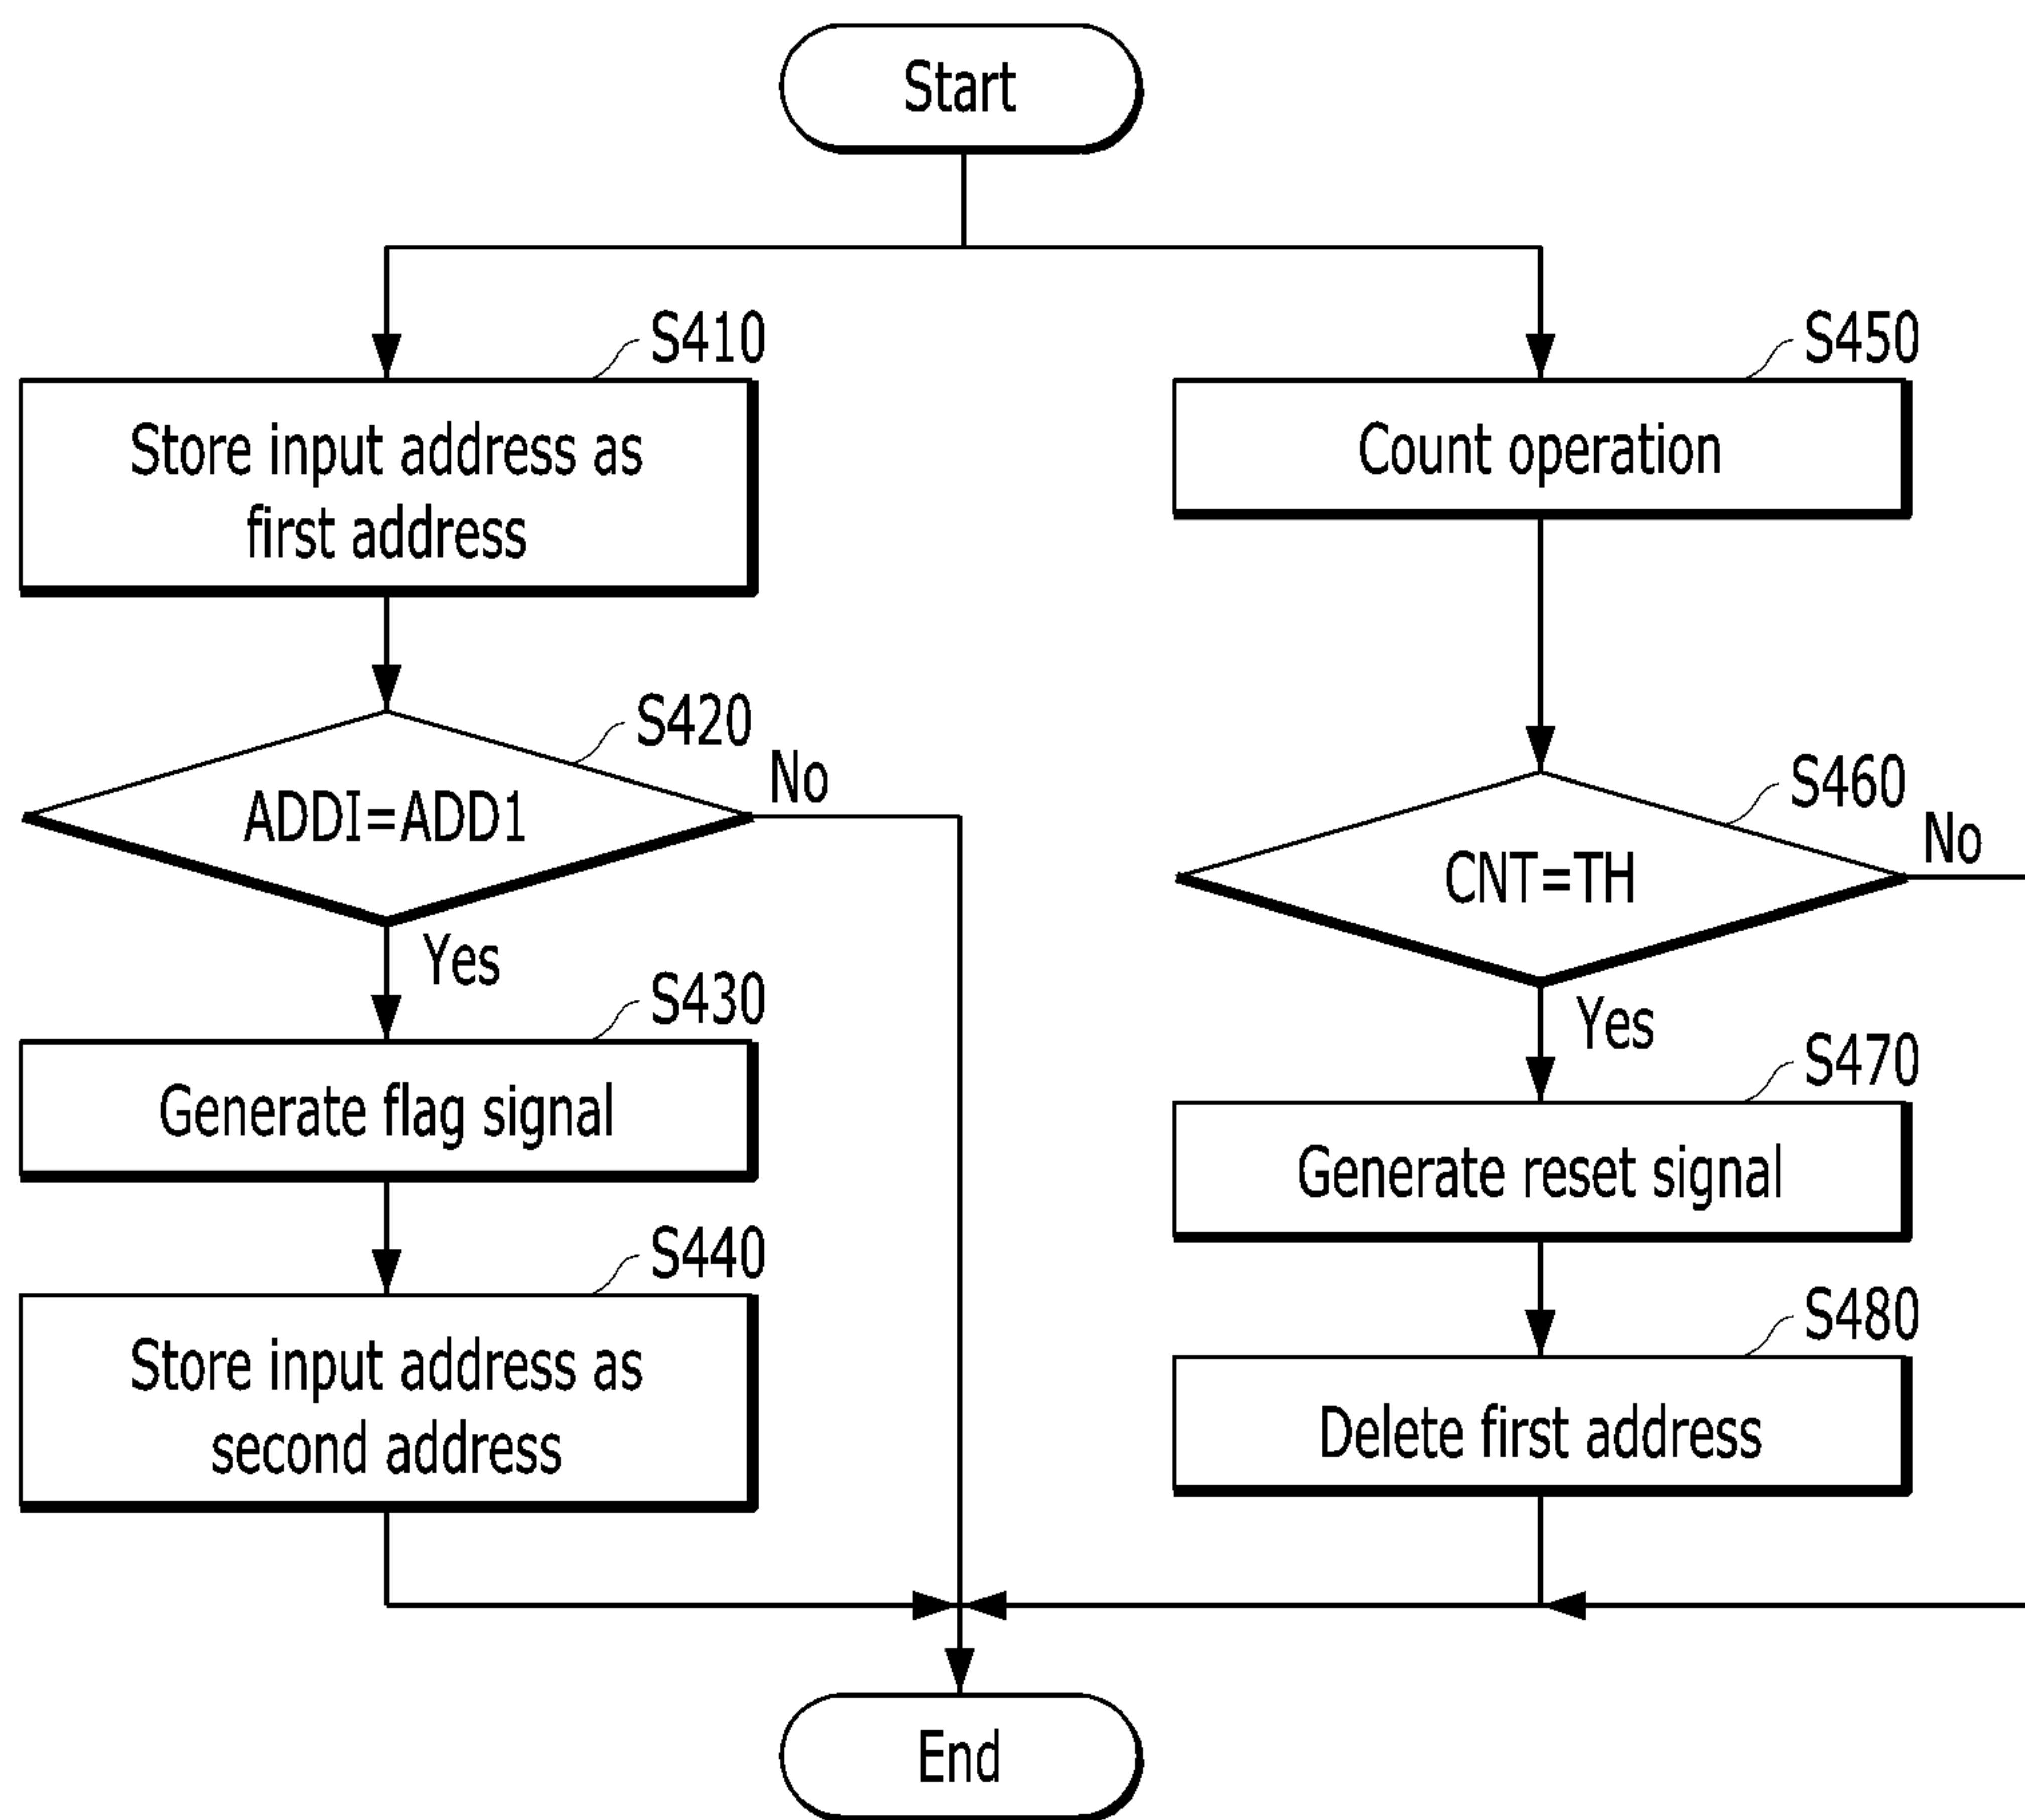 Start
S410
Store input address as
first address
S420
ADDI=ADD1
No
Yes
S430
Generate flag signal
S440
Store input address as
second address
S450
Count operation
S460
CNT=TH
No
Yes
S470
Generate reset signal
S480
Delete first address
End